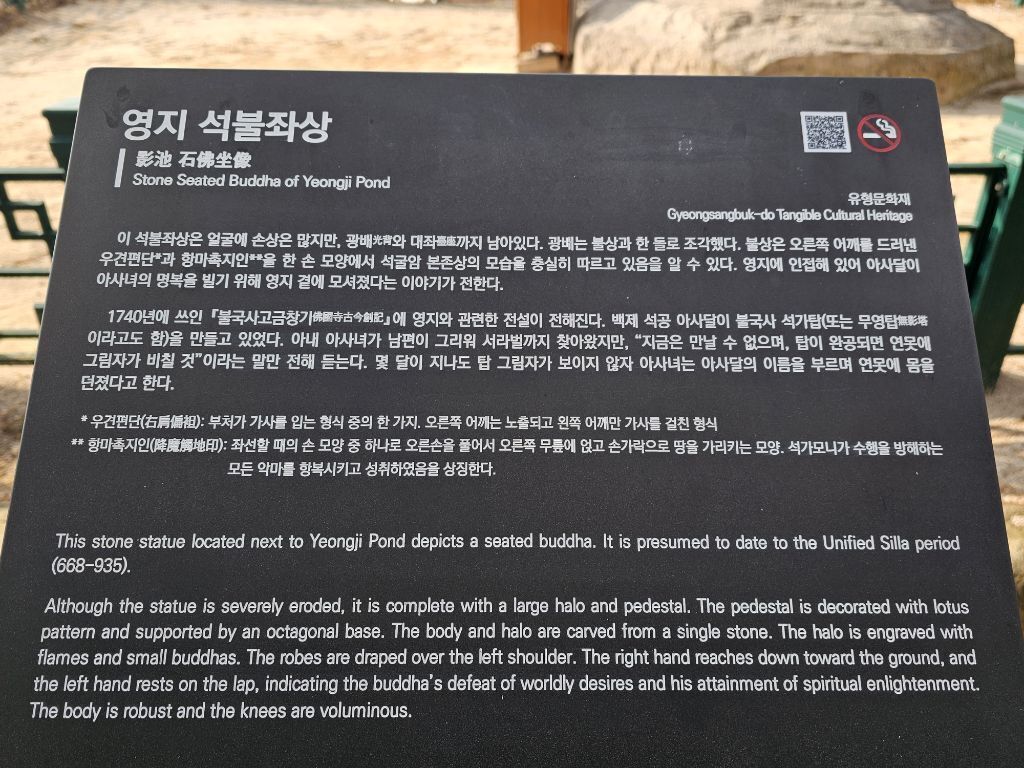 영지 석불좌상
影池 石佛坐像
Stone Seated Buddha of Yeongji Pond
유형문화재
Gyeongsangbuk-do Tangible Cultural Heritage
이 석불좌상은 얼굴에 손상은 많지만, 광배光背와 대좌臺座까지 남아있다. 광배는 불상과 한 돌로 조각했다. 불상은 오른쪽 어깨를 드러낸
우견편단*과 항마촉지인**을 한 손 모양에서 석굴암 본존상의 모습을 충실히 따르고 있음을 알 수 있다. 영지에 인접해 있어 아사달이
아사녀의 명복을 빌기 위해 영지 곁에 모셔졌다는 이야기가 전한다.
1740년에 쓰인 『불국사고금창기佛國寺古今創記』에 영지와 관련한 전설이 전해진다. 백제 석공 아사달이 불국사 석가탑(또는 무영탑無影塔
이라고도 함)을 만들고 있었다. 아내 아사녀가 남편이 그리워 서라벌까지 찾아왔지만, “지금은 만날 수 없으며, 탑이 완공되면 연못에
그림자가 비칠 것”이라는 말만 전해 듣는다. 몇 달이 지나도 탑 그림자가 보이지 않자 아사녀는 아사달의 이름을 부르며 연못에 몸을
던졌다고 한다.
* 우견편단(右肩偏袒): 부처가 가사를 입는 형식 중의 한 가지. 오른쪽 어깨는 노출되고 왼쪽 어깨만 가사를 걸친 형식
** 항마촉지인(降魔觸地印): 좌선할 때의 손 모양 중 하나로 오른손을 풀어서 오른쪽 무릎에 얹고 손가락으로 땅을 가리키는 모양. 석가모니가 수행을 방해하는
모든 악마를 항복시키고 성취하였음을 상징한다.
This stone statue located next to Yeongji Pond depicts a seated buddha. It is presumed to date to the Unified Silla period
(668-935).
Although the statue is severely eroded, it is complete with a large halo and pedestal. The pedestal is decorated with lotus
pattern and supported by an octagonal base. The body and halo are carved from a single stone. The halo is engraved with
flames and small buddhas. The robes are draped over the left shoulder. The right hand reaches down toward the ground, and
the left hand rests on the lap, indicating the buddha's defeat of worldly desires and his attainment of spiritual enlightenment.
The body is robust and the knees are voluminous.